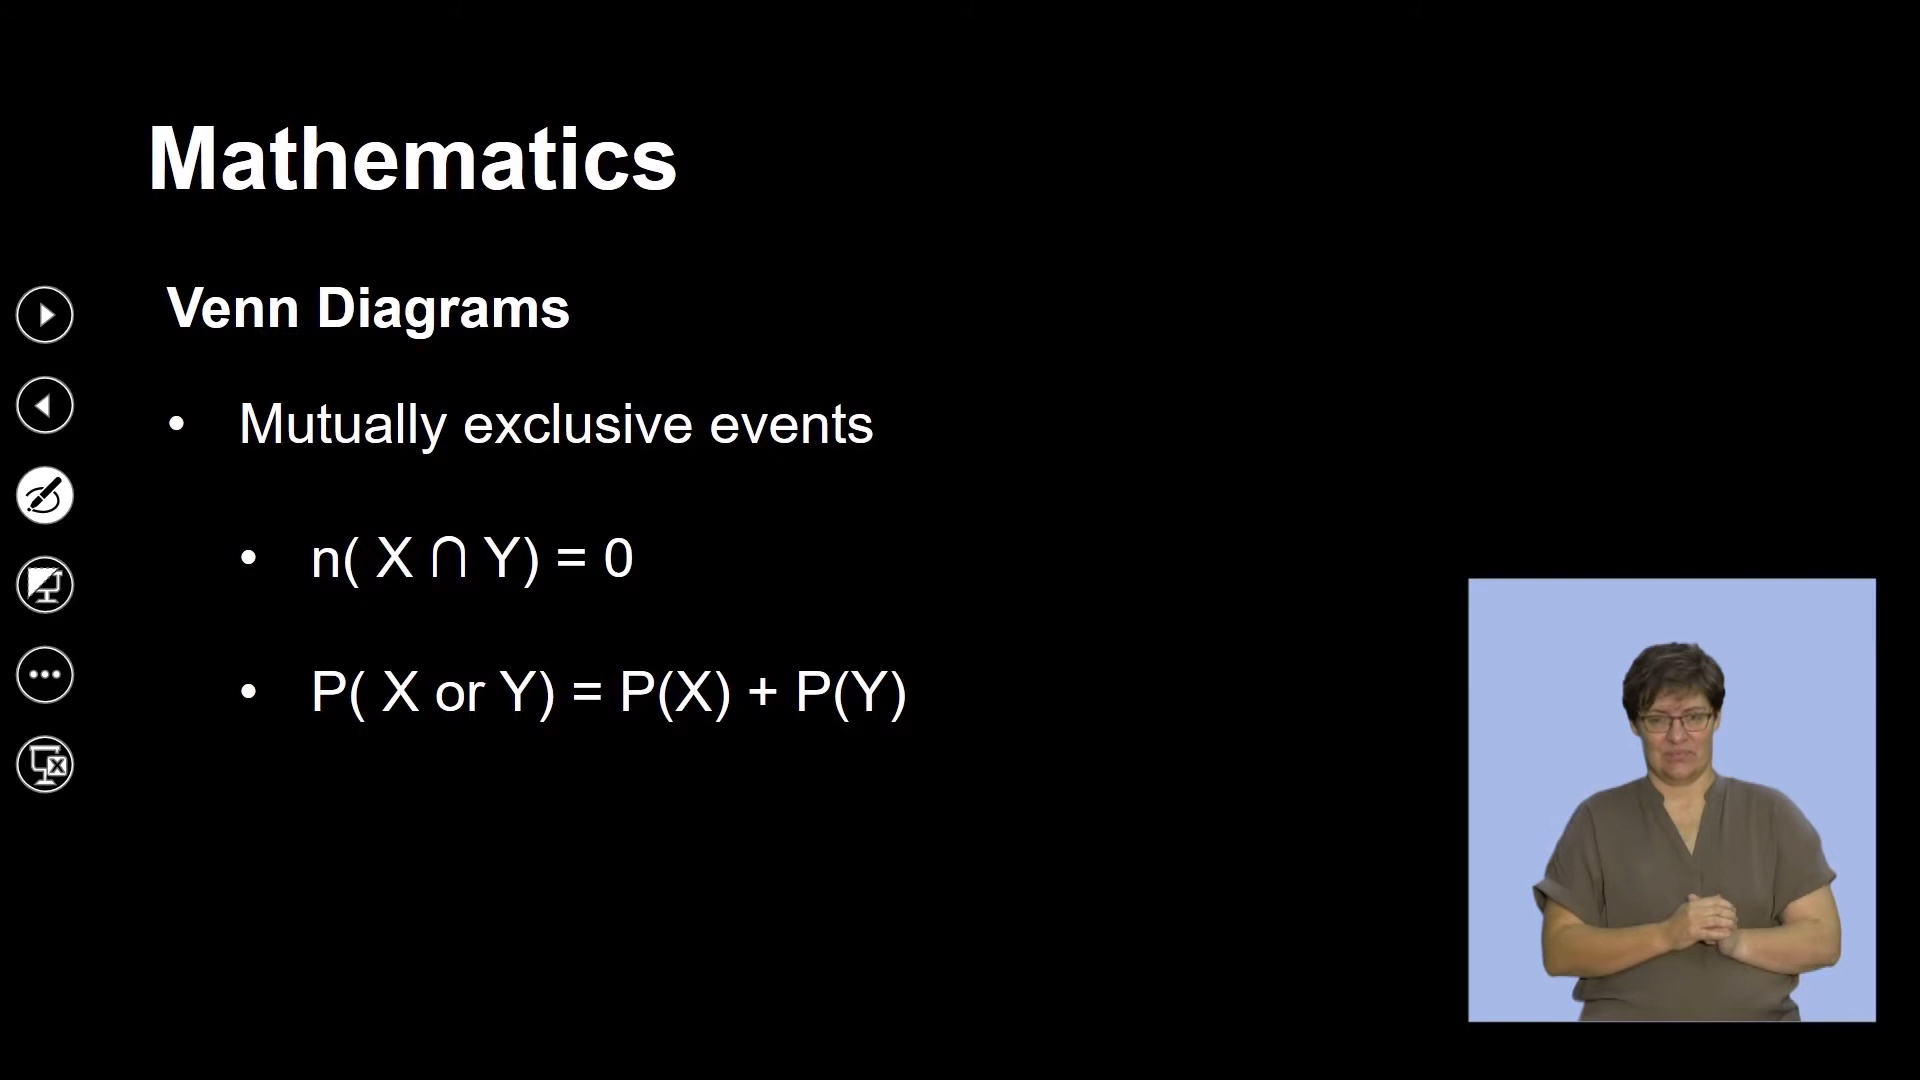 Mathematics
Venn Diagrams
• Mutually exclusive events
• n( X ∩ Y) = 0
• P( X or Y) = P(X) + P(Y)